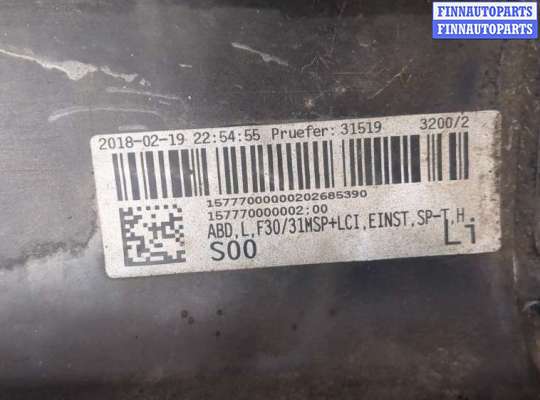 FINNAUTOPARTS
FINNAUTOPARTS
2018-02-19 22:54:55 Pruefer: 31519 3200/2
15777000000202685390
157770000002:00
ABD,L,F30/31MSP+LCI,EINST,SP-T,H
S00 Li